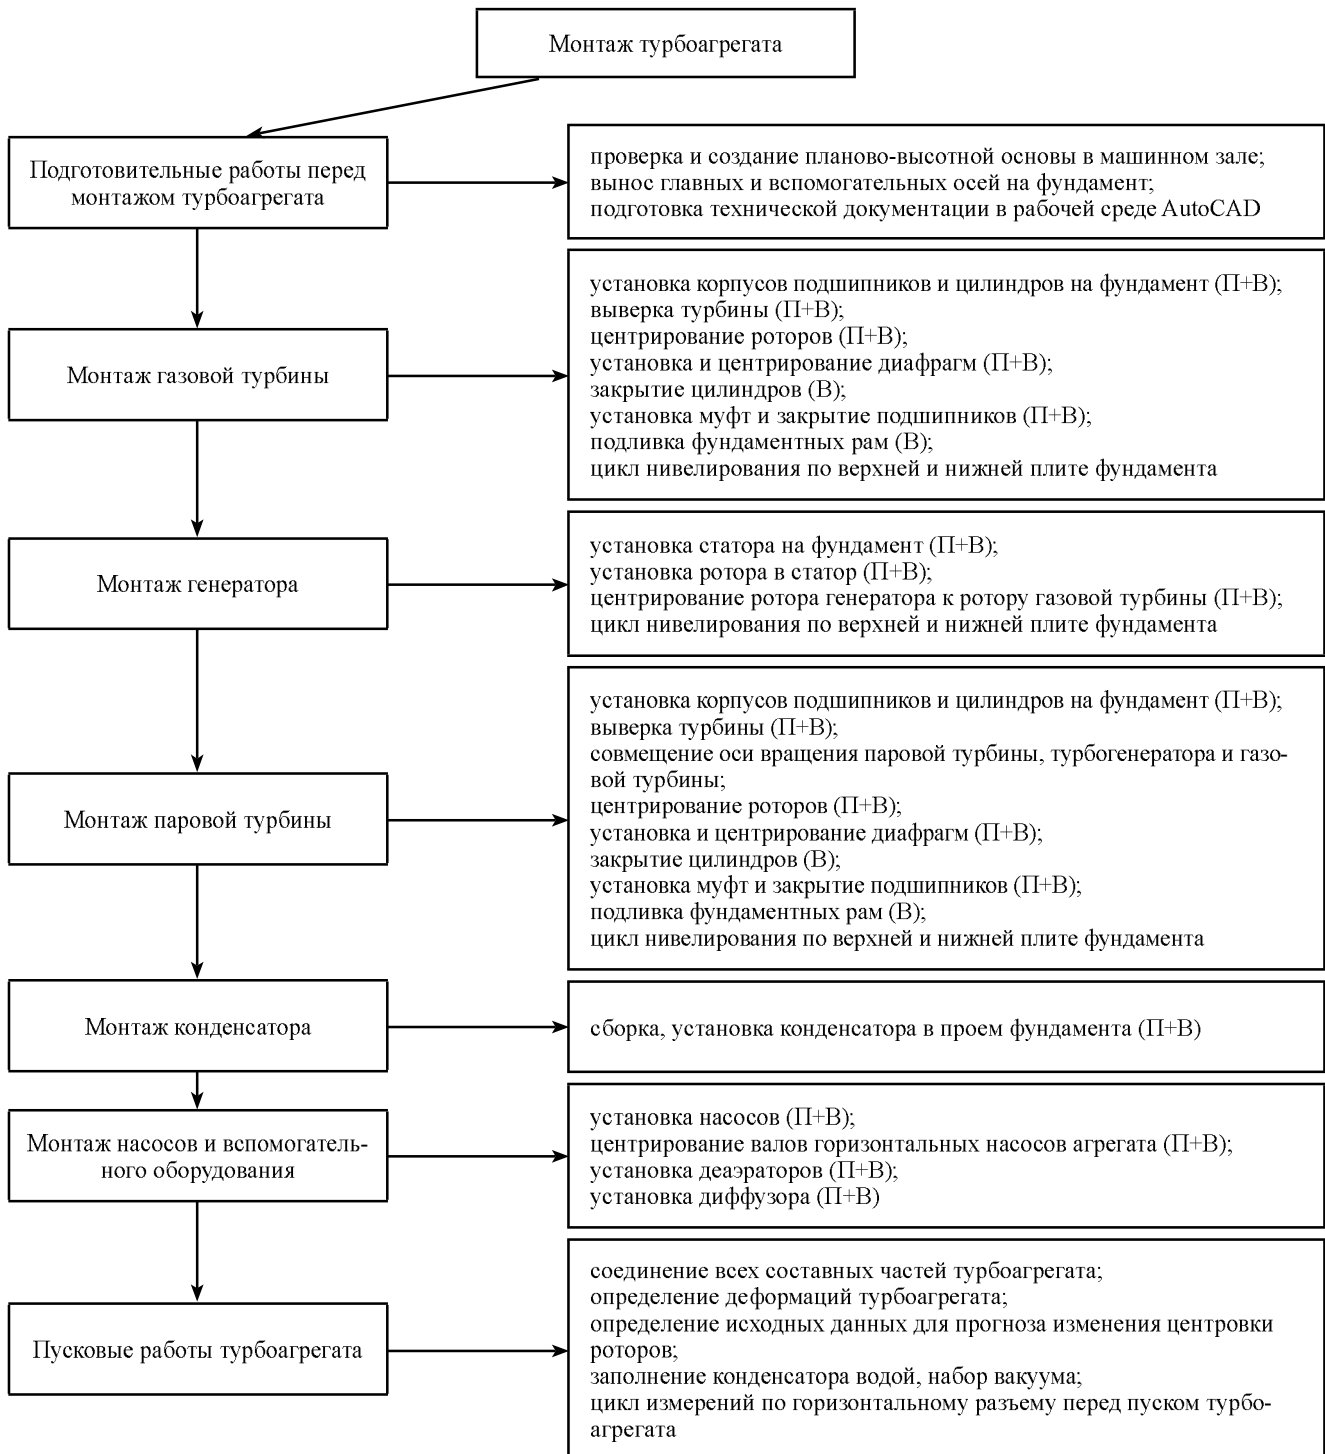 Монтаж турбоагрегата
Подготовительные работы перед
монтажом турбоагрегата
проверка и создание планово-высотной основы в машинном зале;
вынос главных и вспомогательных осей на фундамент;
подготовка технической документации в рабочей среде AutoCAD
Монтаж газовой турбины
установка корпусов подшипников и цилиндров на фундамент (П+В);
выверка турбины (П+В);
центрирование роторов (П+В);
установка и центрирование диафрагм (П+В);
закрытие цилиндров (В);
установка муфт и закрытие подшипников (П+В);
подливка фундаментных рам (В);
цикл нивелирования по верхней и нижней плите фундамента
Монтаж генератора
установка статора на фундамент (П+В);
установка ротора в статор (П+В);
центрирование ротора генератора к ротору газовой турбины (П+В);
цикл нивелирования по верхней и нижней плите фундамента
Монтаж паровой турбины
установка корпусов подшипников и цилиндров на фундамент (П+В);
выверка турбины (П+В);
совмещение оси вращения паровой турбины, турбогенератора и газо-
вой турбины;
центрирование роторов (П+В);
установка и центрирование диафрагм (П+В);
закрытие цилиндров (В);
установка муфт и закрытие подшипников (П+В);
подливка фундаментных рам (В);
цикл нивелирования по верхней и нижней плите фундамента
Монтаж конденсатора
сборка, установка конденсатора в проем фундамента (П+В)
Монтаж насосов и вспомогатель-
ного оборудования
установка насосов (П+В);
центрирование валов горизонтальных насосов агрегата (П+В);
установка деаэраторов (П+В);
установка диффузора (П+В)
Пусковые работы турбоагрегата
соединение всех составных частей турбоагрегата;
определение деформаций турбоагрегата;
определение исходных данных для прогноза изменения центровки
роторов;
заполнение конденсатора водой, набор вакуума;
цикл измерений по горизонтальному разъему перед пуском турбо-
агрегата